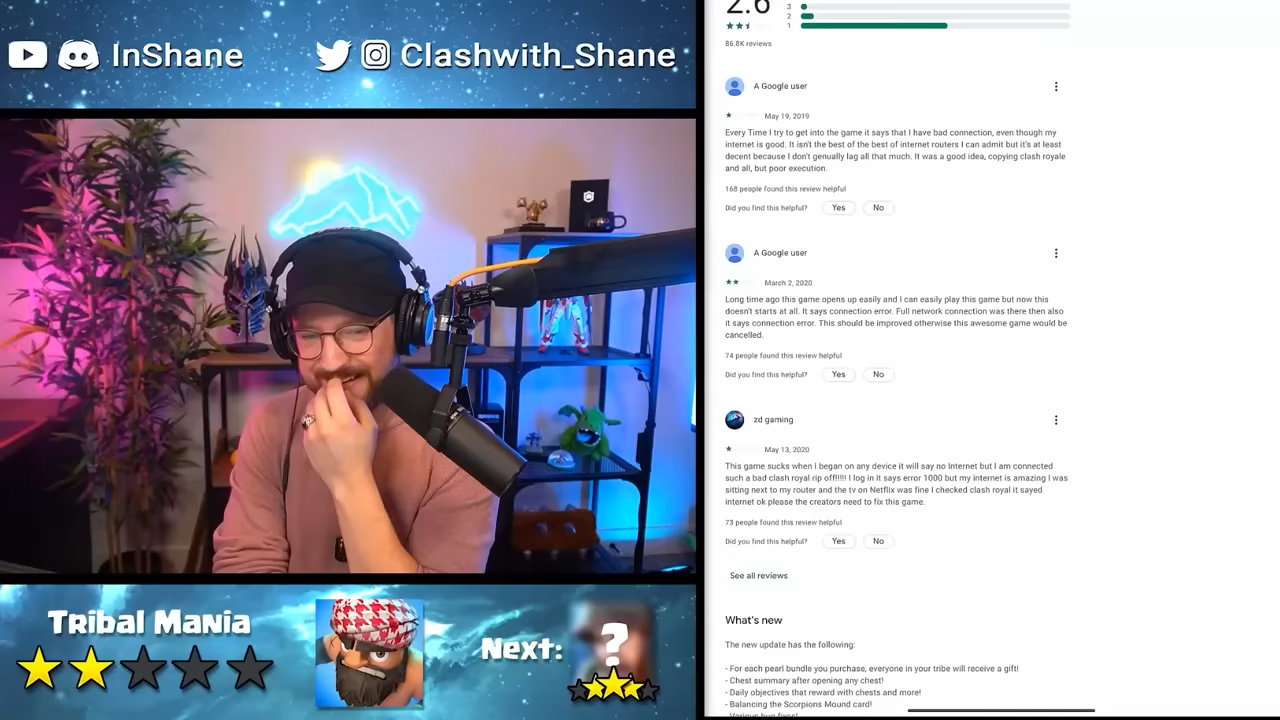 InShane
Clashwith_Shane
2.6
3
2
1
86.8K reviews
A Google user
May 19, 2019
Every Time I try to get into the game it says that I have bad connection, even though my
internet is good. It isn't the best of the best of internet routers I can admit but it's at least
decent because I don't genually lag all that much. It was a good idea, copying clash royale
and all, but poor execution.
168 people found this review helpful
Did you find this helpful? Yes No
A Google user
March 2, 2020
Long time ago this game opens up easily and I can easily play this game but now this
doesn't starts at all. It says connection error. Full network connection was there then also
it says connection error. This should be improved otherwise this awesome game would be
cancelled.
74 people found this review helpful
Did you find this helpful? Yes No
zd gaming
May 13, 2020
This game sucks when I began on any device it will say no Internet but I am connected
such a bad clash royal rip off!!!!! I log in it says error 1000 but my internet is amazing I was
sitting next to my router and the tv on Netflix was fine I checked clash royal it sayed
internet ok please the creators need to fix this game.
73 people found this review helpful
Did you find this helpful? Yes No
See all reviews
What's new
The new update has the following:
- For each pearl bundle you purchase, everyone in your tribe will receive a gift!
- Chest summary after opening any chest!
- Daily objectives that reward with chests and more!
- Balancing the Scorpions Mound card!
- Various bug fixes!
Tribal Mania
Next:
?